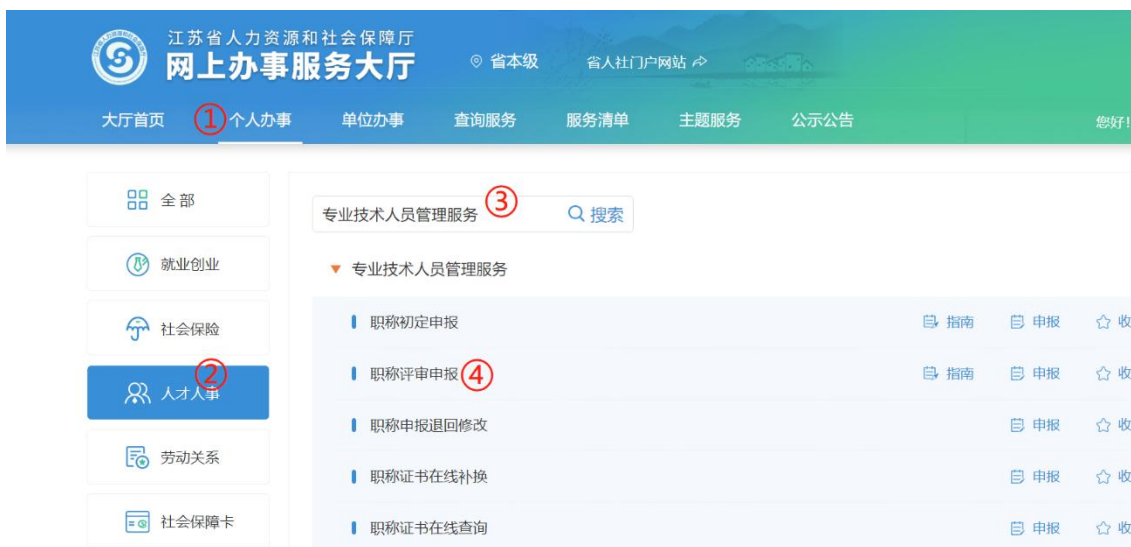 江苏省人力资源和社会保障厅
网上办事服务大厅
省本级 省人社门户网站
大厅首页 ① 个人办事 单位办事 查询服务 服务清单 主题服务 公示公告 您好!
全部
专业技术人员管理服务 ③ 搜索
就业创业
专业技术人员管理服务
社会保险
职称初定申报 指南 申报 收
② 人才人事
职称评审申报 ④ 指南 申报 收
职称申报退回修改 申报 收
劳动关系
职称证书在线补换 申报 收
社会保障卡
职称证书在线查询 申报 收